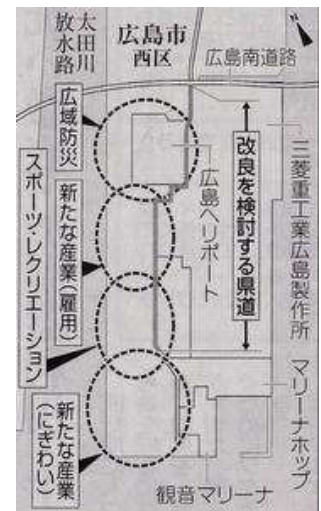 太田川
放水路
広島市
西区
広島南道路
広域防災
スポーツ・レクリエーション
新たな産業(雇用)
広島ヘリポート
改良を検討する県道
三菱重工業広島製作所
マリーナホップ
新たな産業
(にぎわい)
観音マリーナ
N